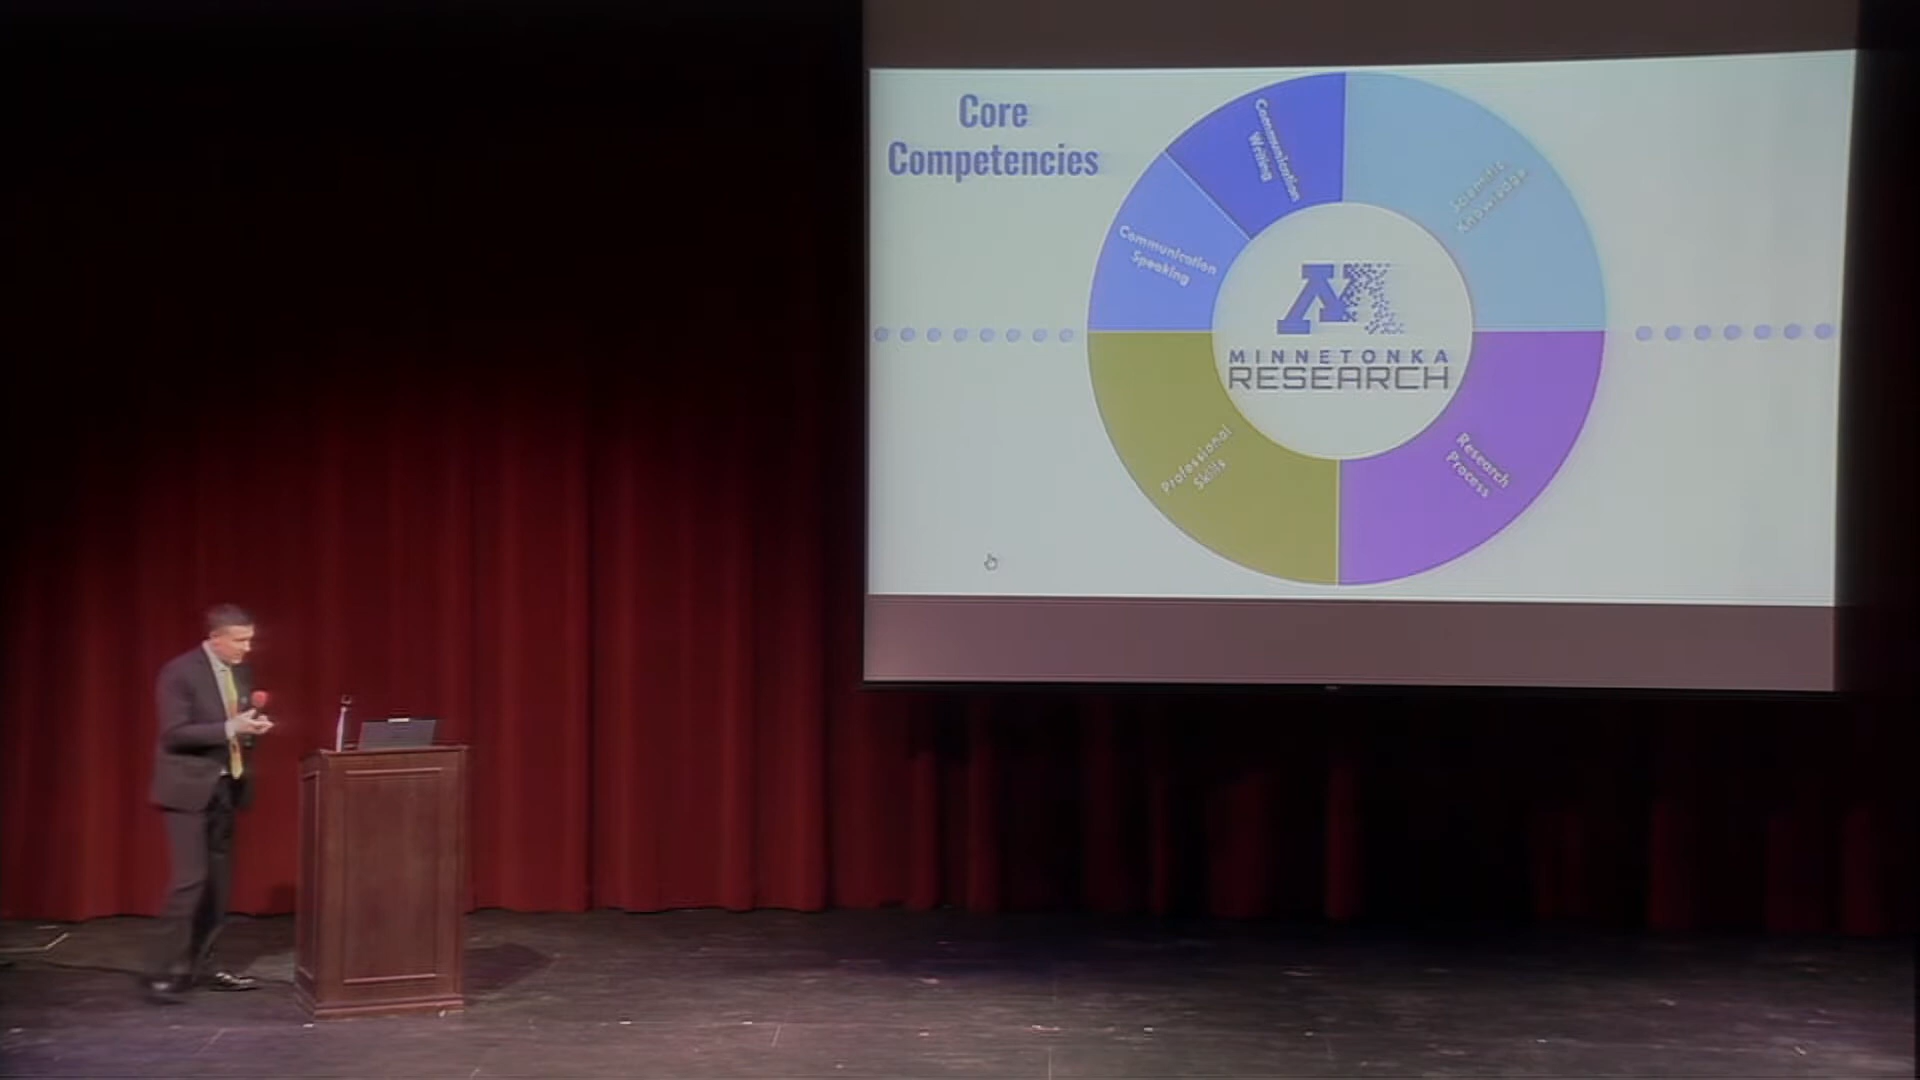 Core
Competencies
Communication
Writing
Scientific
Knowledge
Communication
Speaking
MINNETONKA
RESEARCH
Professional
Skills
Research
Process